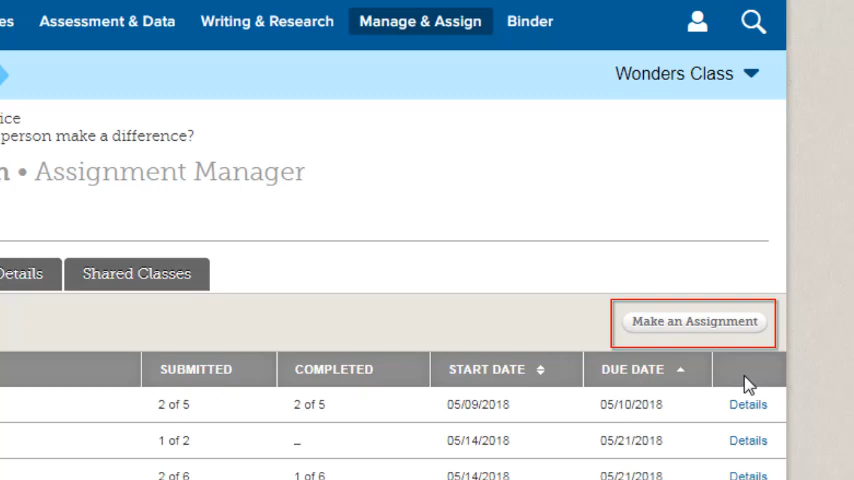 es Assessment & Data Writing & Research Manage & Assign Binder
Wonders Class
ice
person make a difference?
n • Assignment Manager
Details Shared Classes
Make an Assignment
SUBMITTED COMPLETED START DATE DUE DATE
2 of 5 2 of 5 05/09/2018 05/10/2018 Details
1 of 2 – 05/14/2018 05/21/2018 Details
2 of 6 1 of 6 05/14/2018 05/21/2018 Details